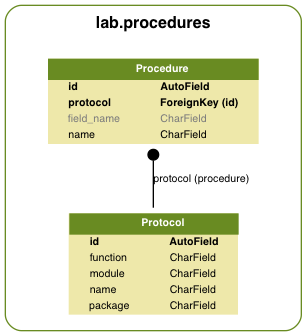 lab.procedures
Procedure
id AutoField
protocol ForeignKey (id)
field_name CharField
name CharField
protocol (procedure)
Protocol
id AutoField
function CharField
module CharField
name CharField
package CharField